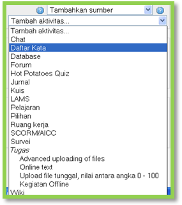 Tambahkan sumber
Tambah aktivitas...
Tambah aktivitas...
Chat
Daftar Kata
Database
Forum
Hot Potatoes Quiz
Jurnal
Kuis
LAMS
Pelajaran
Pilihan
Ruang kerja
SCORM/AICC
Survei
Tugas
Advanced uploading of files
Online text
Upload file tunggal, nilai antara angka 0 - 100
Kegiatan Offline
Wiki